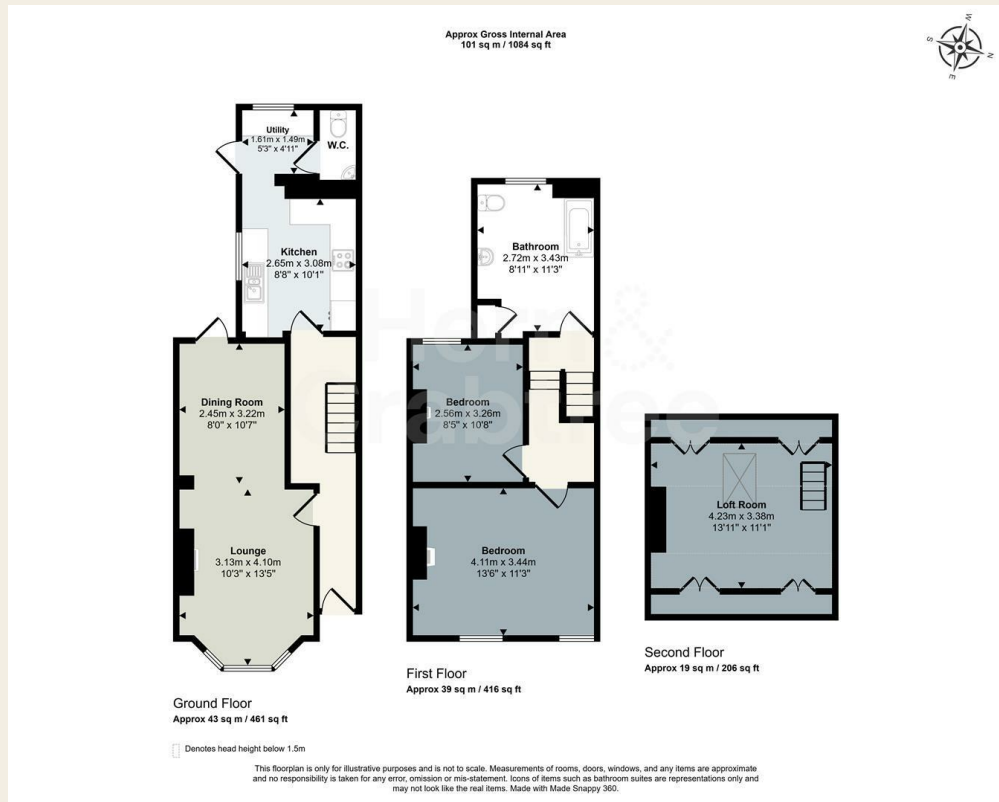 Approx Gross Internal Area
101 sq m / 1084 sq ft
W
S
N
E
Utility
1.61m x 1.49m
5'3" x 4'11"
W.C.
Kitchen
2.65m x 3.08m
8'8" x 10'1"
Dining Room
2.45m x 3.22m
8'0" x 10'7"
Lounge
3.13m x 4.10m
10'3" x 13'5"
Ground Floor
Approx 43 sq m / 461 sq ft
Bathroom
2.72m x 3.43m
8'11" x 11'3"
Bedroom
2.56m x 3.26m
8'5" x 10'8"
Bedroom
4.11m x 3.44m
13'6" x 11'3"
First Floor
Approx 39 sq m / 416 sq ft
Loft Room
4.23m x 3.38m
13'11" x 11'1"
Second Floor
Approx 19 sq m / 206 sq ft
Hern &
Crabtree
Denotes head height below 1.5m
This floorplan is only for illustrative purposes and is not to scale. Measurements of rooms, doors, windows, and any items are approximate
and no responsibility is taken for any error, omission or mis-statement. Icons of items such as bathroom suites are representations only and
may not look like the real items. Made with Made Snappy 360.